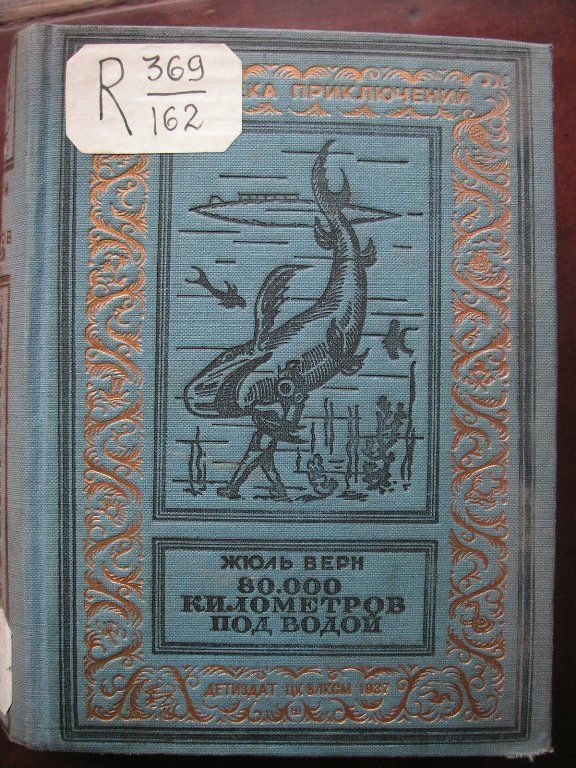 R 369
162
КА ПРИКЛЮЧЕНИЙ
ЖЮЛЬ ВЕРН
80.000
КИЛОМЕТРОВ
ПОД ВОДОЙ
ДЕТИЗДАТ ЦК ВЛКСМ 1937